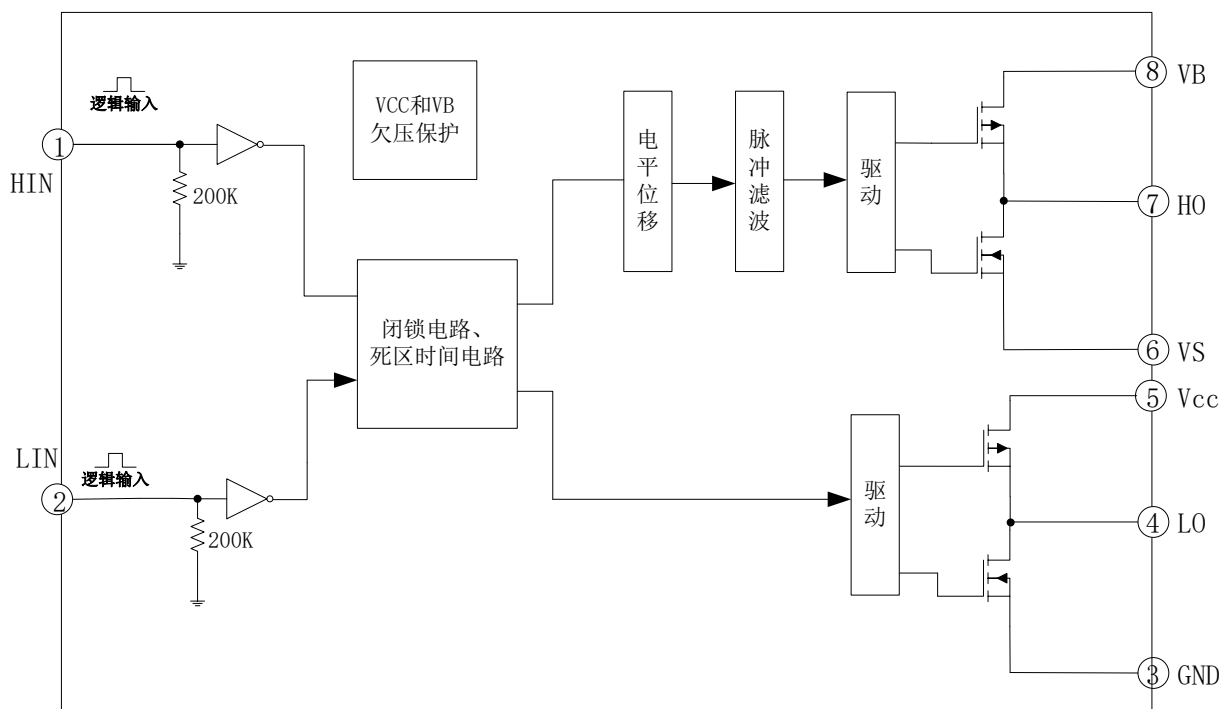 ⑧ VB
逻辑输入
VCC和VB
欠压保护
①
HIN
200K
电平位移
脉冲滤波
驱动
⑦ HO
闭锁电路、
死区时间电路
⑥ VS
⑤ Vcc
LIN
逻辑输入
②
200K
驱动
④ LO
③ GND